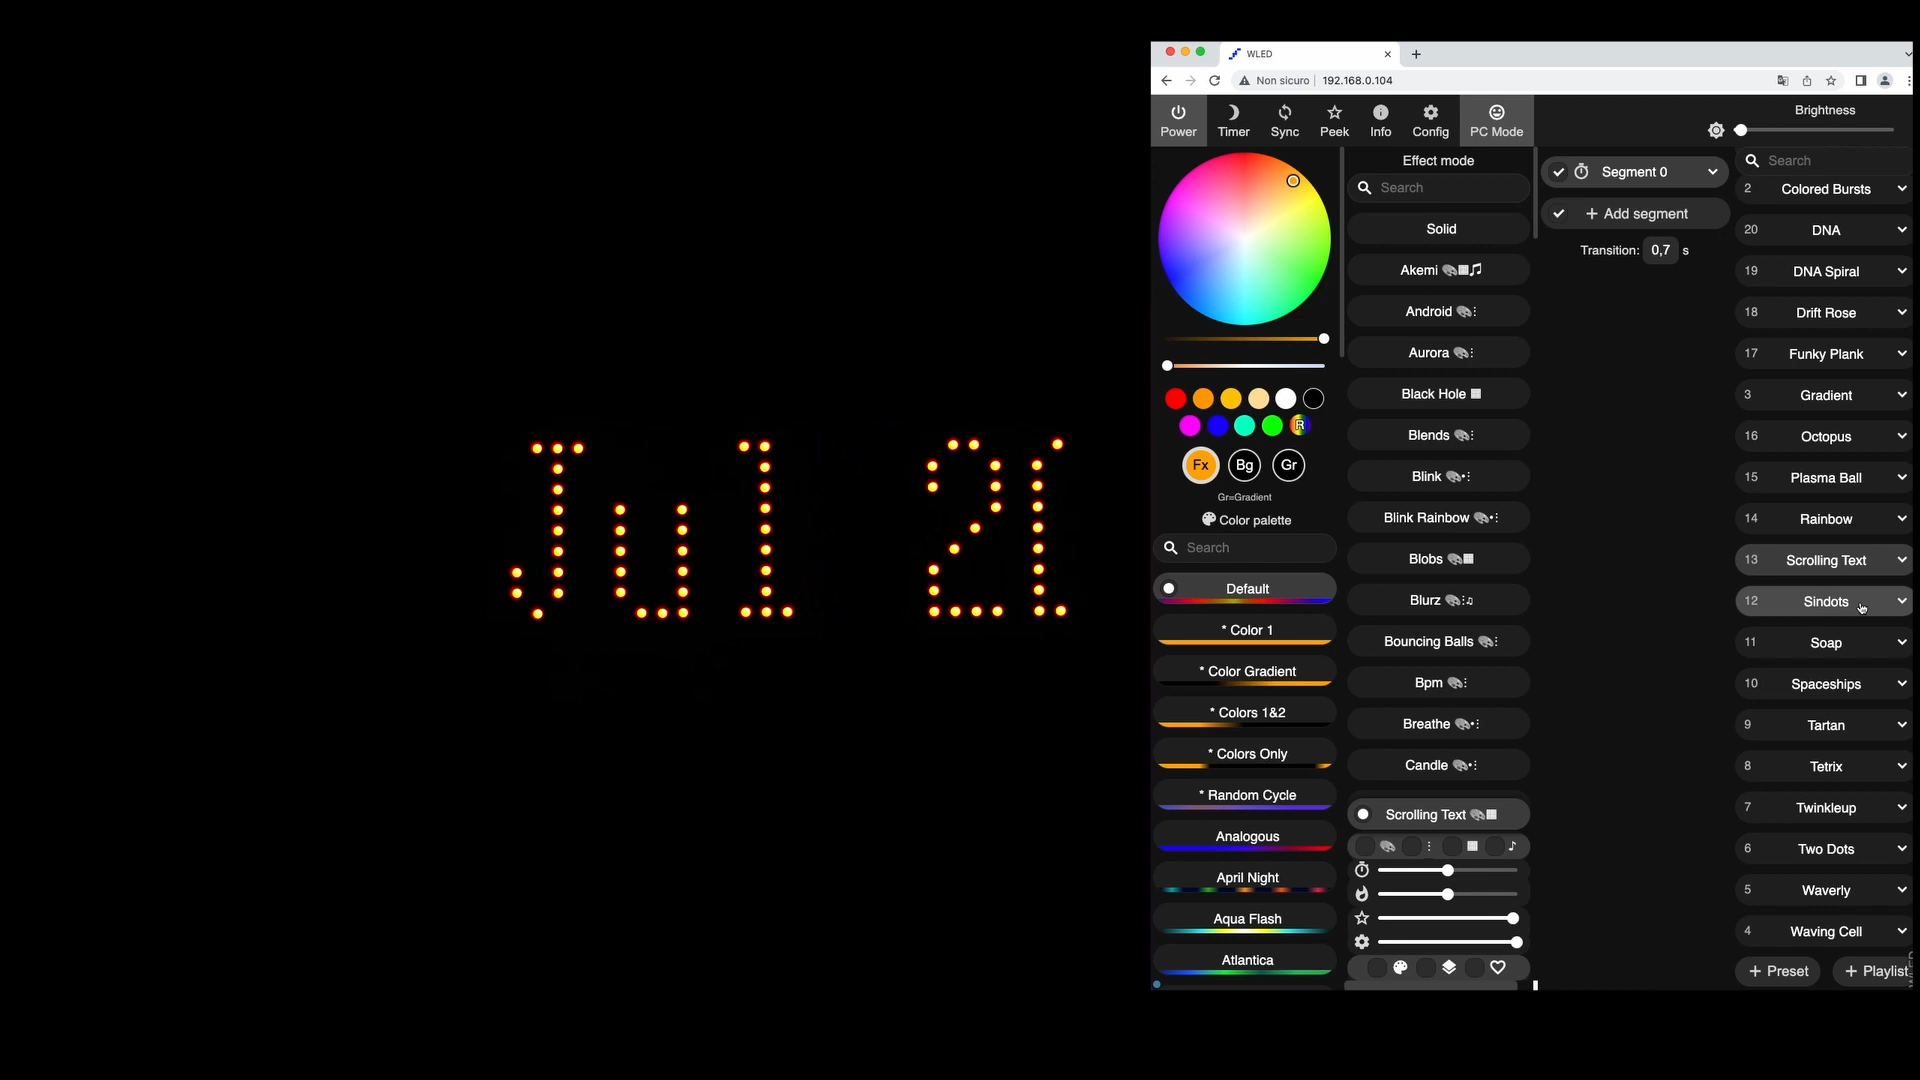 Jul 2
WLED
Non sicuro
192.168.0.104
Power
Timer
Sync
Peek
Info
Config
PC Mode
Brightness
Search
Effect mode
Search
Solid
Akemi
Android
Aurora
Black Hole
Blends
Blink
Blink Rainbow
Blobs
Blurz
Bouncing Balls
Bpm
Breathe
Candle
Scrolling Text
R
Fx
Bg
Gr
Gr=Gradient
Color palette
Search
Default
* Color 1
* Color Gradient
* Colors 1&2
* Colors Only
* Random Cycle
Analogous
April Night
Aqua Flash
Atlantica
Segment 0
+ Add segment
Transition: 0,7 s
2 Colored Bursts
20 DNA
19 DNA Spiral
18 Drift Rose
17 Funky Plank
3 Gradient
16 Octopus
15 Plasma Ball
14 Rainbow
13 Scrolling Text
12 Sindots
11 Soap
10 Spaceships
9 Tartan
8 Tetrix
7 Twinkleup
6 Two Dots
5 Waverly
4 Waving Cell
+ Preset
+ Playlist